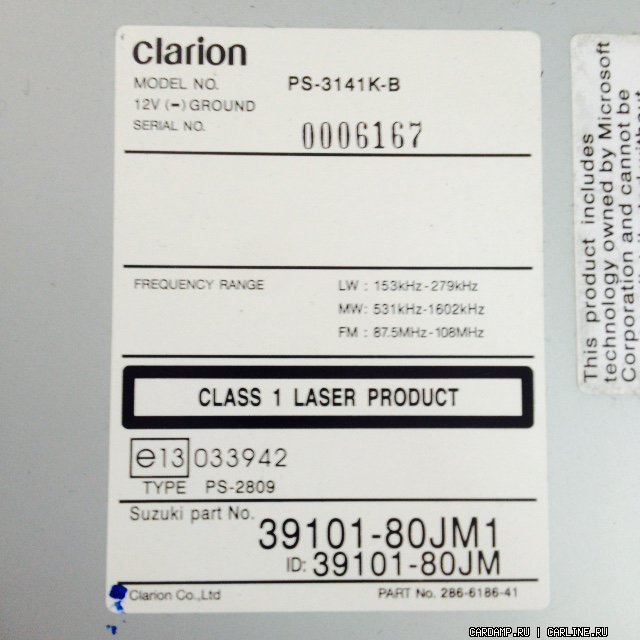 clarion
MODEL NO. PS-3141K-B
12V (−) GROUND
SERIAL NO. 0006167
FREQUENCY RANGE LW : 153kHz-279kHz
MW: 531kHz-1602kHz
FM : 87.5MHz-108MHz
CLASS 1 LASER PRODUCT
e13 033942
TYPE PS-2809
Suzuki part No. 39101-80JM1
ID: 39101-80JM
Clarion Co.,Ltd PART No. 286-6186-41
This product includes
technology owned by Microsoft
Corporation and cannot be
CARDAMP.RU | CARLINE.RU